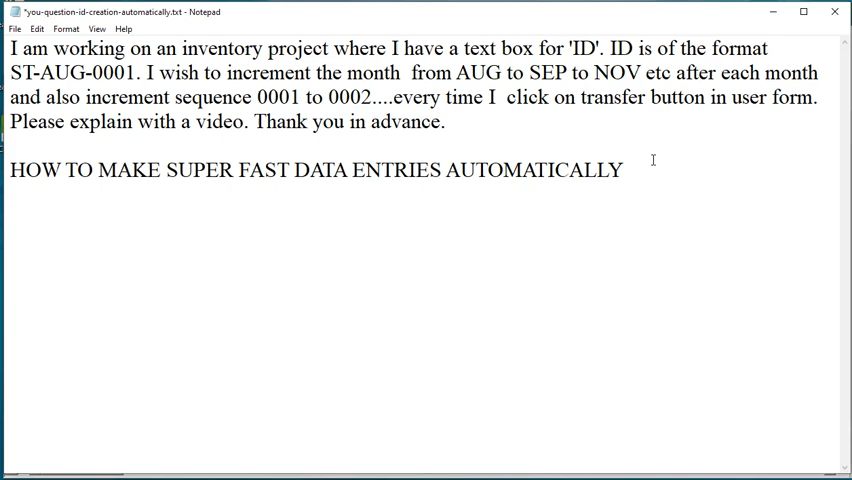 *you-question-id-creation-automatically.txt - Notepad
File Edit Format View Help
I am working on an inventory project where I have a text box for 'ID'. ID is of the format
ST-AUG-0001. I wish to increment the month  from AUG to SEP to NOV etc after each month
and also increment sequence 0001 to 0002....every time I  click on transfer button in user form.
Please explain with a video. Thank you in advance.
HOW TO MAKE SUPER FAST DATA ENTRIES AUTOMATICALLY